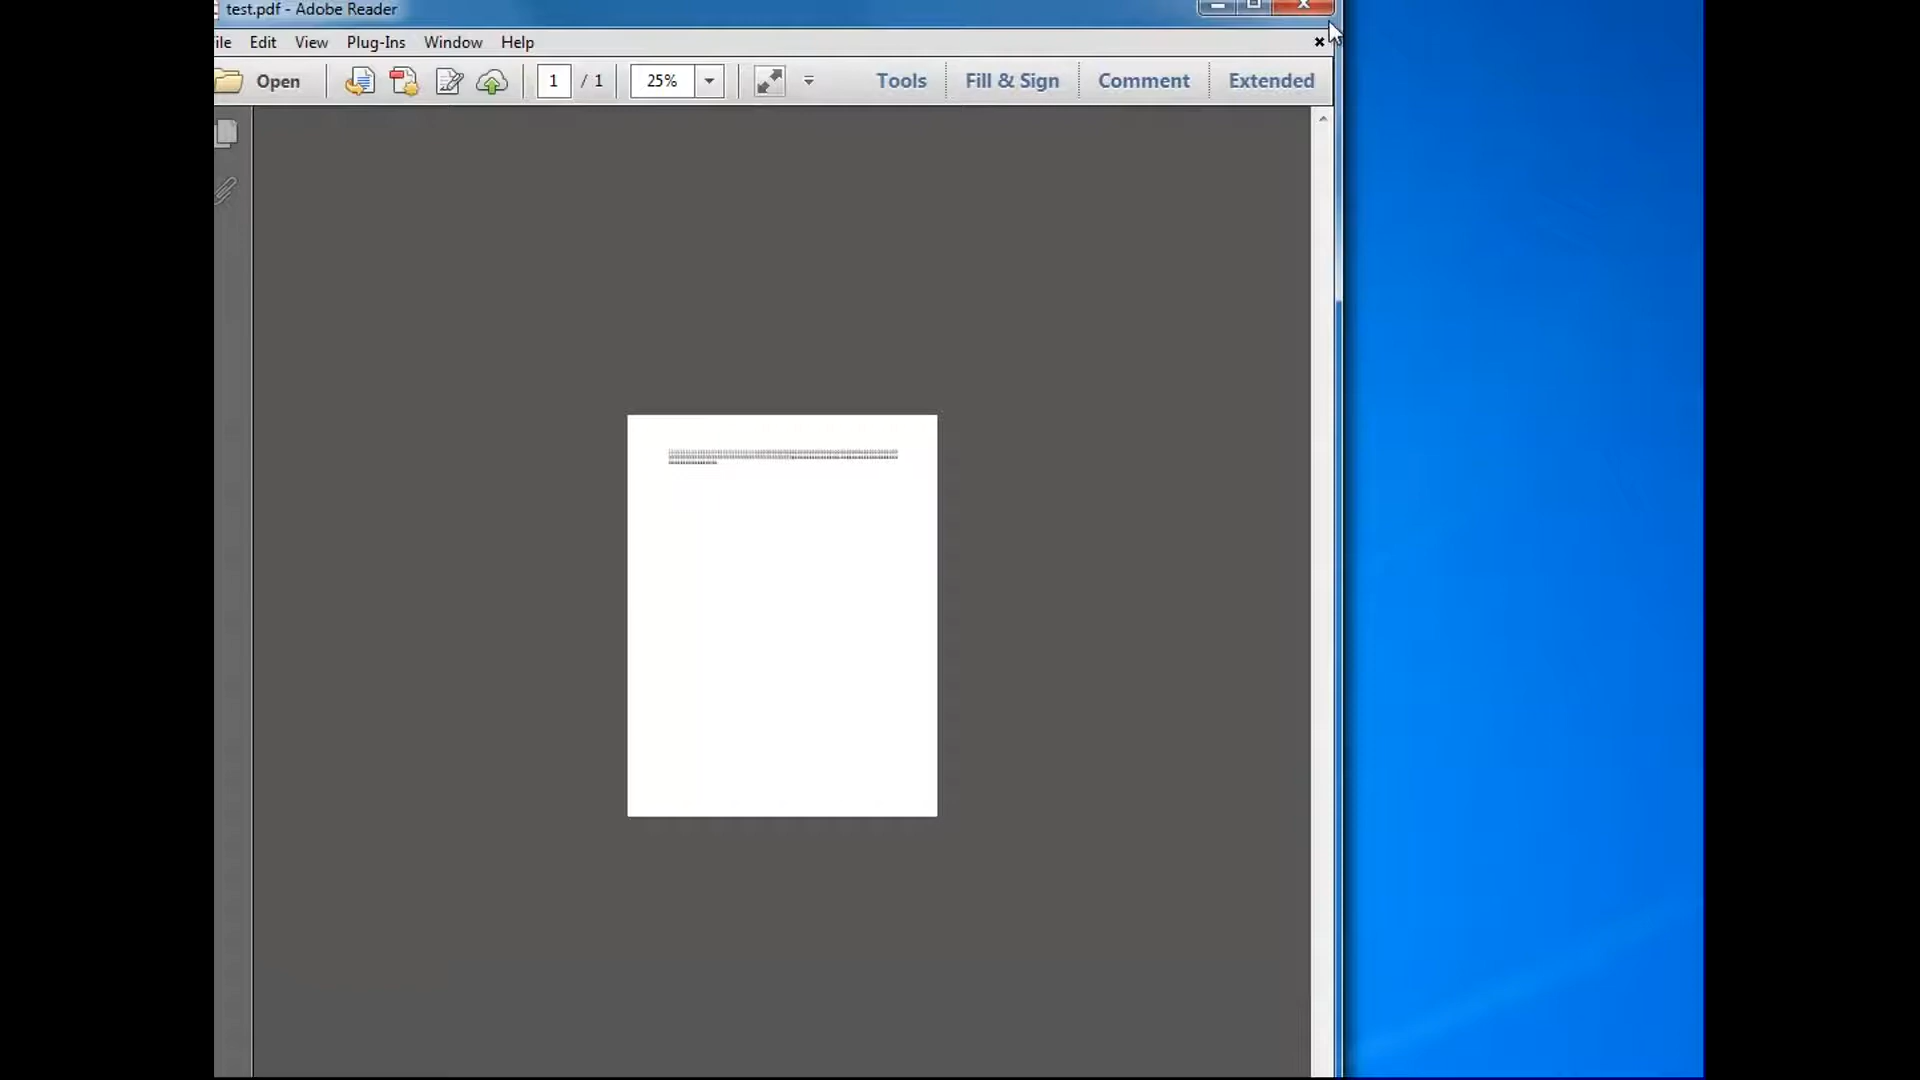 test.pdf - Adobe Reader
ile Edit View Plug-Ins Window Help
Open 1 / 1 25% Tools Fill & Sign Comment Extended